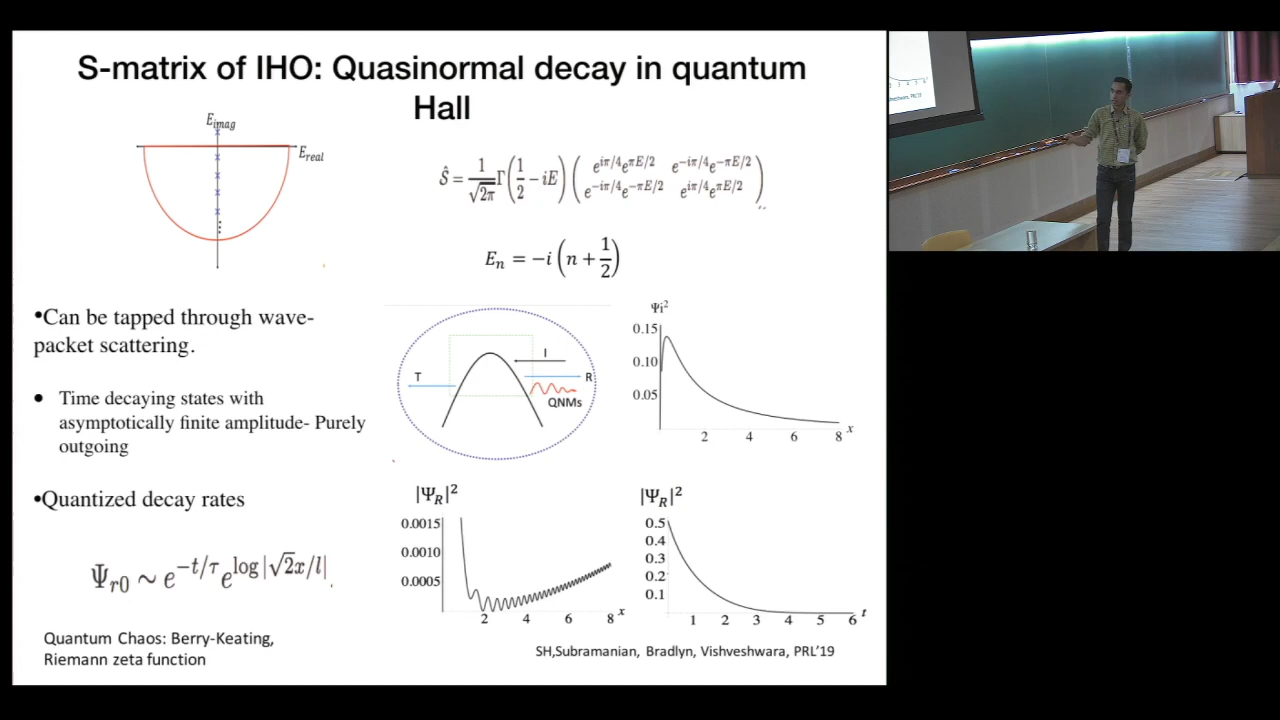 S-matrix of IHO: Quasinormal decay in quantum
Hall
E_imag
E_real
Ŝ = 1/√2π Γ(1/2 − iE) ( e^{iπ/4}e^{πE/2} e^{−iπ/4}e^{−πE/2}
e^{−iπ/4}e^{−πE/2} e^{iπ/4}e^{πE/2} )
E_n = −i (n + 1/2)
•Can be tapped through wave-
packet scattering.
• Time decaying states with
asymptotically finite amplitude- Purely
outgoing
•Quantized decay rates
Ψ_{r0} ~ e^{−t/τ}e^{log|√2x/l|}.
Quantum Chaos: Berry-Keating,
Riemann zeta function
I
T
R
QNMs
Ψi²
0.15
0.10
0.05
2 4 6 8 x
|Ψ_R|²
0.0015
0.0010
0.0005
2 4 6 8 x
|Ψ_R|²
0.5
0.4
0.3
0.2
0.1
1 2 3 4 5 6 t
SH,Subramanian, Bradlyn, Vishveshwara, PRL'19